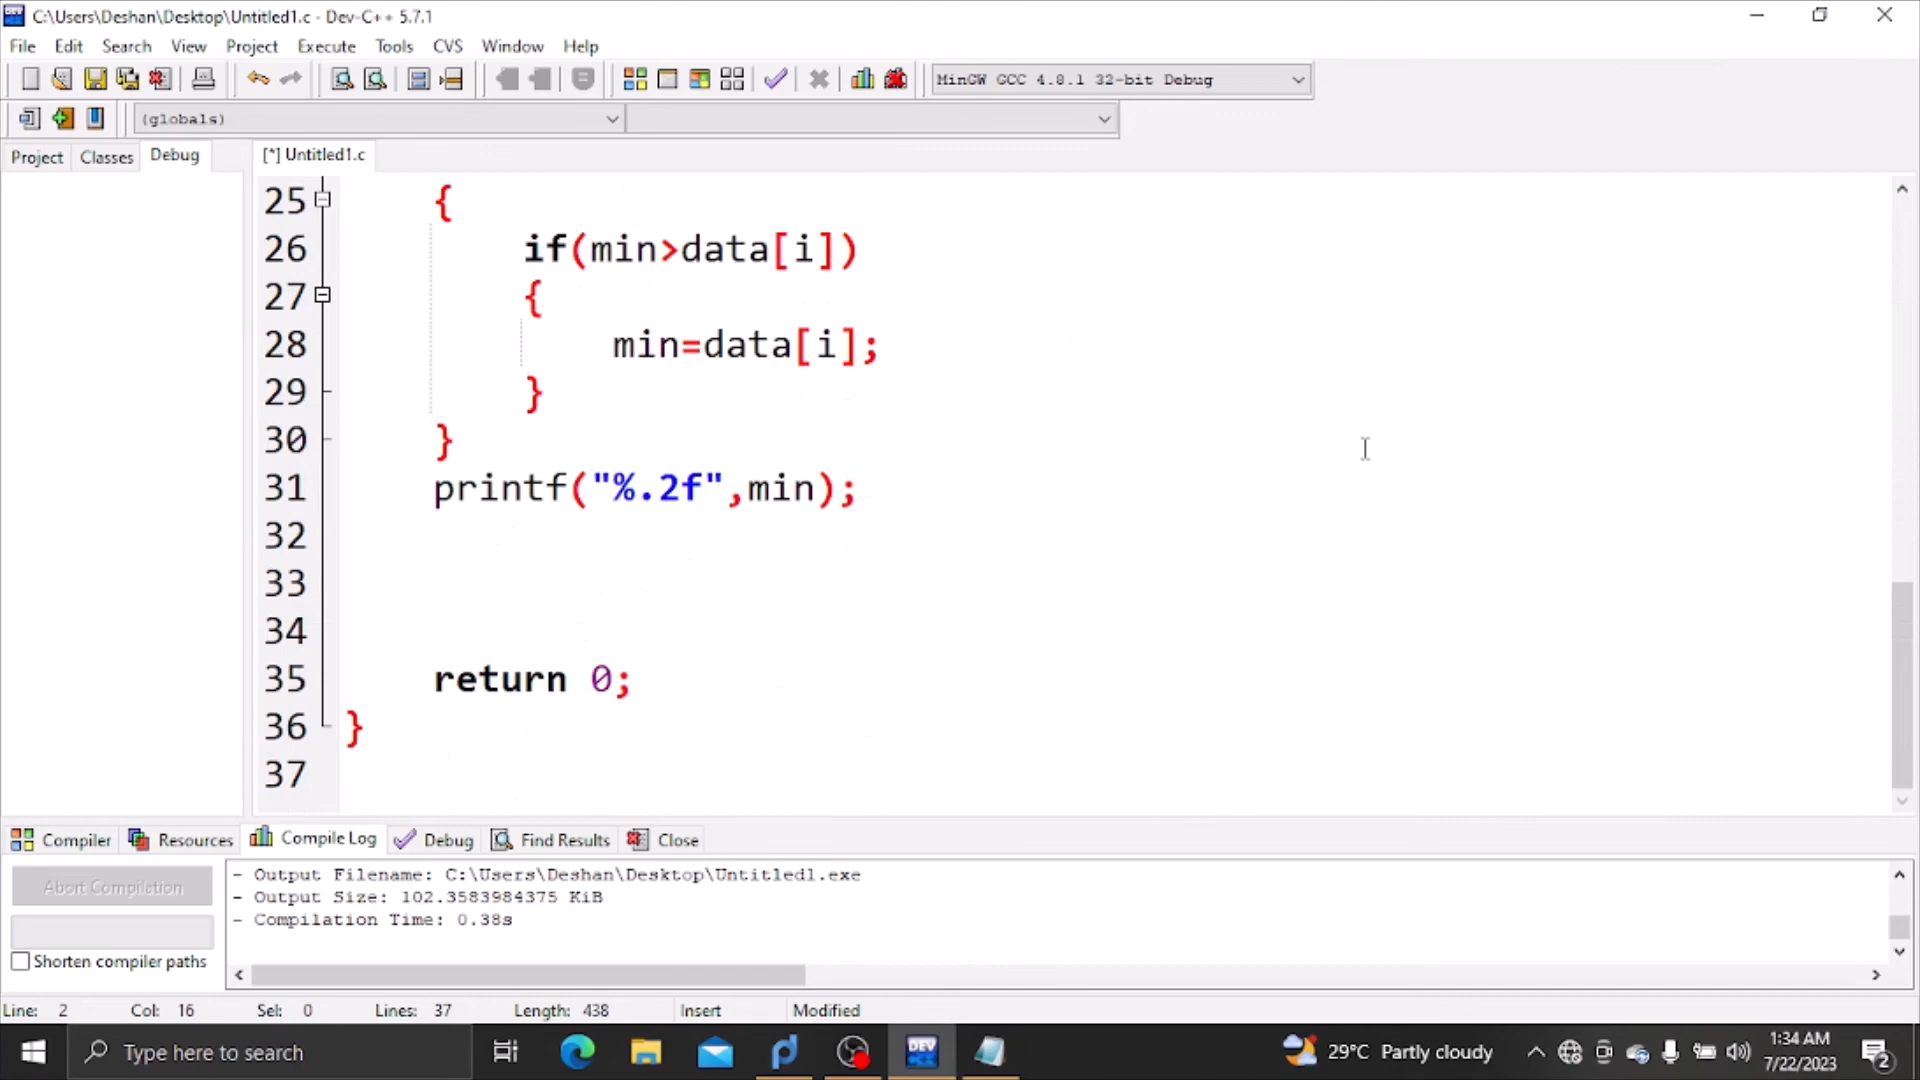 C:\Users\Deshan\Desktop\Untitled1.c - Dev-C++ 5.7.1
File Edit Search View Project Execute Tools CVS Window Help
MinGW GCC 4.8.1 32-bit Debug
(globals)
Project Classes Debug [*] Untitled1.c
25 {
26 if(min>data[i])
27 {
28 min=data[i];
29 }
30 }
31 printf("%.2f",min);
32
33
34
35 return 0;
36 }
37
Compiler Resources Compile Log Debug Find Results Close
Abort Compilation
- Output Filename: C:\Users\Deshan\Desktop\Untitled1.exe
- Output Size: 102.3583984375 KiB
- Compilation Time: 0.38s
Shorten compiler paths
Line: 2 Col: 16 Sel: 0 Lines: 37 Length: 438 Insert Modified
Type here to search
DEV
29°C Partly cloudy
1:34 AM
7/22/2023
2